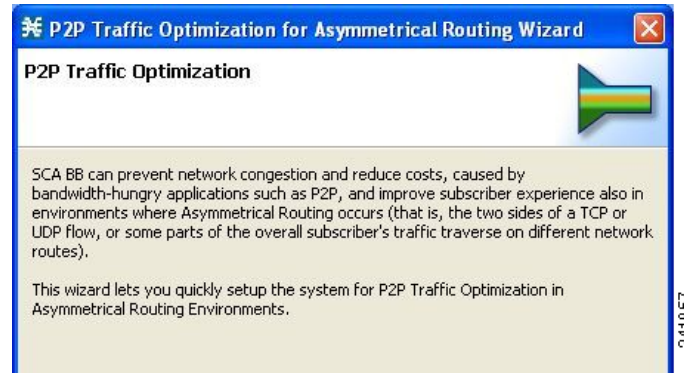 P2P Traffic Optimization for Asymmetrical Routing Wizard
P2P Traffic Optimization
SCA BB can prevent network congestion and reduce costs, caused by
bandwidth-hungry applications such as P2P, and improve subscriber experience also in
environments where Asymmetrical Routing occurs (that is, the two sides of a TCP or
UDP flow, or some parts of the overall subscriber's traffic traverse on different network
routes).
This wizard lets you quickly setup the system for P2P Traffic Optimization in
Asymmetrical Routing Environments.